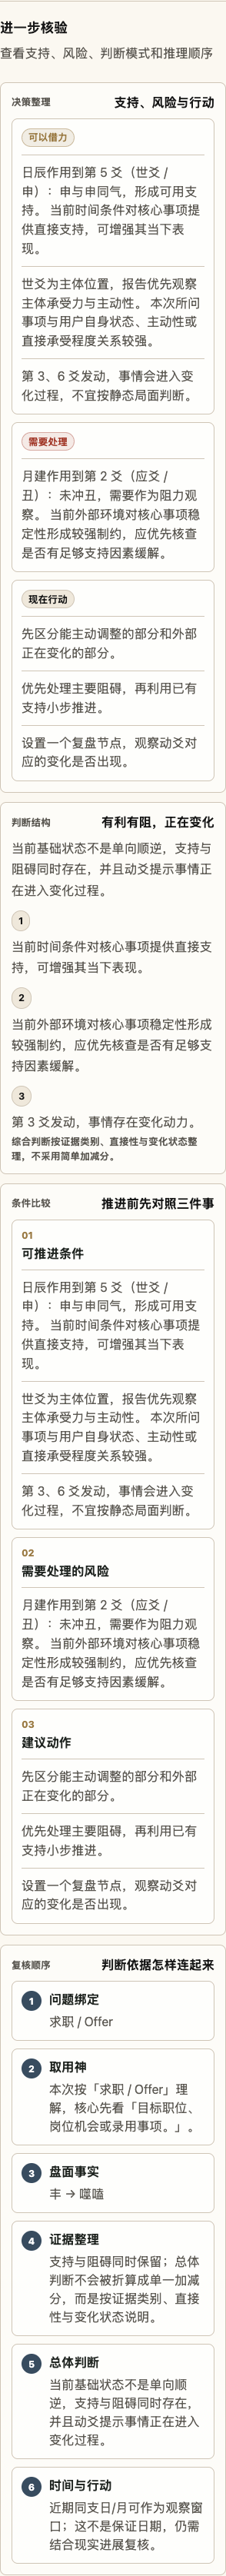 进一步核验
查看支持、风险、判断模式和推理顺序
决策整理
支持、风险与行动
可以借力
日辰作用到第 5 爻（世爻 /
申）：申与申同气，形成可用支
持。 当前时间条件对核心事项提
供直接支持，可增强其当下表
现。
世爻为主体位置，报告优先观察
主体承受力与主动性。 本次所问
事项与用户自身状态、主动性或
直接承受程度关系较强。
第 3、6 爻发动，事情会进入变
化过程，不宜按静态局面判断。
需要处理
月建作用到第 2 爻（应爻 /
丑）：未冲丑，需要作为阻力观
察。 当前外部环境对核心事项稳
定性形成较强制约，应优先核查
是否有足够支持因素缓解。
现在行动
先区分能主动调整的部分和外部
正在变化的部分。
优先处理主要阻碍，再利用已有
支持小步推进。
设置一个复盘节点，观察动爻对
应的变化是否出现。
判断结构
有利有阻，正在变化
当前基础状态不是单向顺逆，支持与
阻碍同时存在，并且动爻提示事情正
在进入变化过程。
1
当前时间条件对核心事项提供直接支
持，可增强其当下表现。
2
当前外部环境对核心事项稳定性形成
较强制约，应优先核查是否有足够支
持因素缓解。
3
第 3 爻发动，事情存在变化动力。
综合判断按证据类别、直接性与变化状态整
理，不采用简单加减分。
条件比较
推进前先对照三件事
01
可推进条件
日辰作用到第 5 爻（世爻 /
申）：申与申同气，形成可用支
持。 当前时间条件对核心事项提
供直接支持，可增强其当下表
现。
世爻为主体位置，报告优先观察
主体承受力与主动性。 本次所问
事项与用户自身状态、主动性或
直接承受程度关系较强。
第 3、6 爻发动，事情会进入变
化过程，不宜按静态局面判断。
02
需要处理的风险
月建作用到第 2 爻（应爻 /
丑）：未冲丑，需要作为阻力观
察。 当前外部环境对核心事项稳
定性形成较强制约，应优先核查
是否有足够支持因素缓解。
03
建议动作
先区分能主动调整的部分和外部
正在变化的部分。
优先处理主要阻碍，再利用已有
支持小步推进。
设置一个复盘节点，观察动爻对
应的变化是否出现。
复核顺序
判断依据怎样连起来
1
问题绑定
求职 / Offer
2
取用神
本次按「求职 / Offer」理
解，核心先看「目标职位、
岗位机会或录用事项。」。
3
盘面事实
丰 → 噬嗑
4
证据整理
支持与阻碍同时保留；总体
判断不会被折算成单一加减
分，而是按证据类别、直接
性与变化状态说明。
5
总体判断
当前基础状态不是单向顺
逆，支持与阻碍同时存在，
并且动爻提示事情正在进入
变化过程。
6
时间与行动
近期同支日/月可作为观察窗
口；这不是保证日期，仍需
结合现实进展复核。